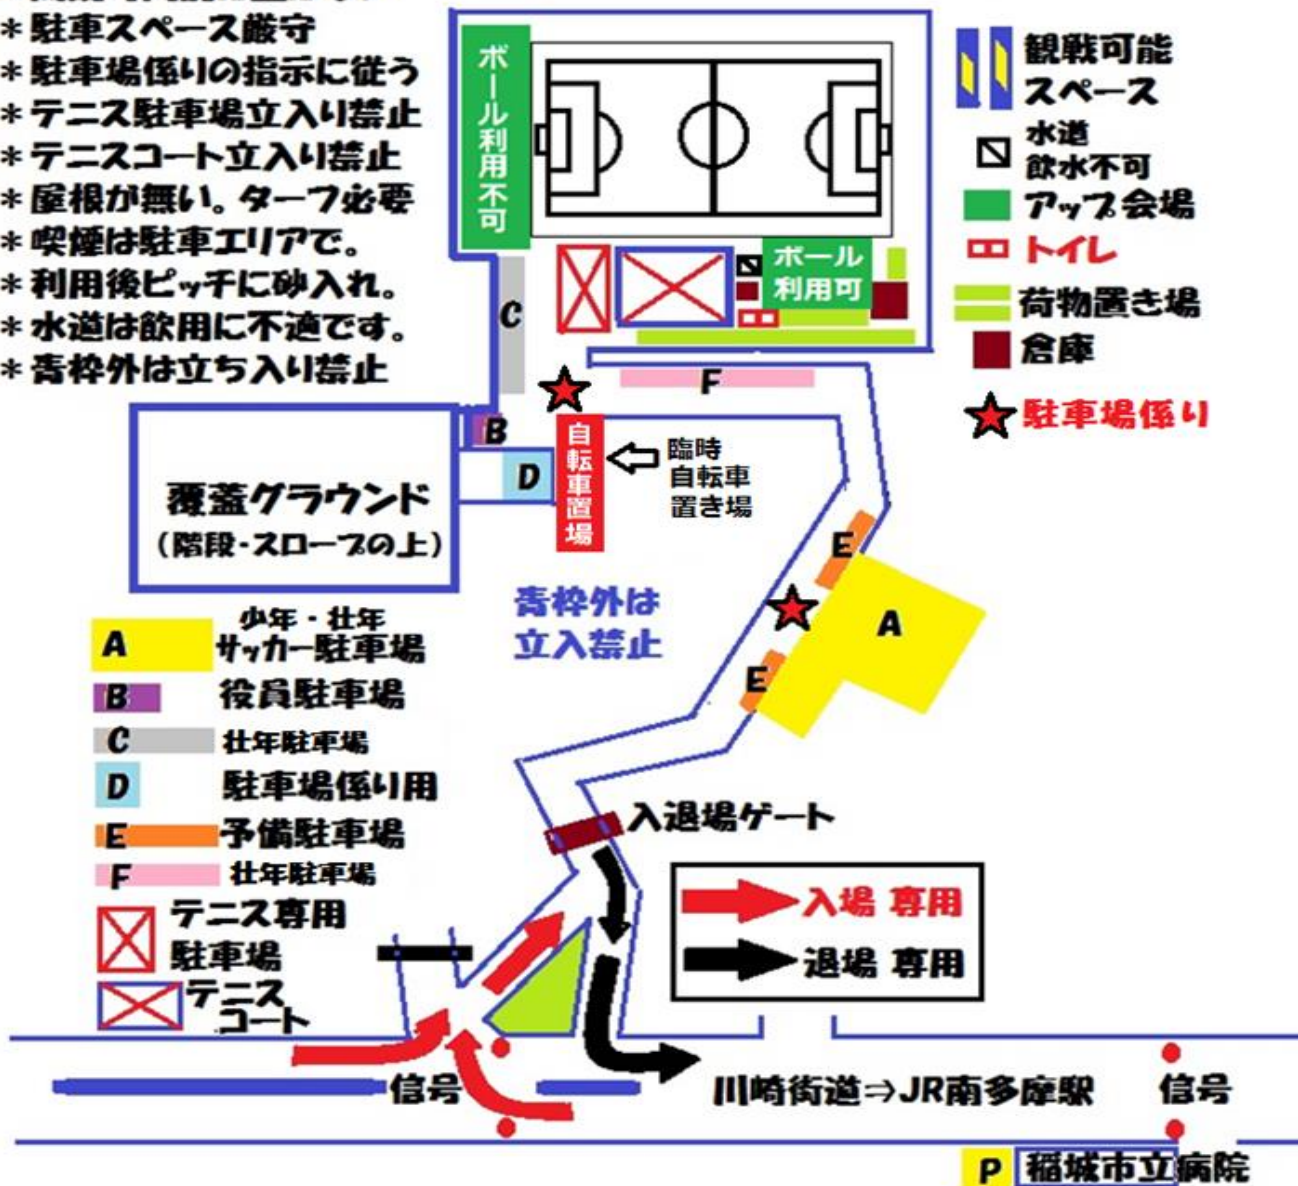 ＊駐車スペース厳守
＊駐車場係りの指示に従う
＊テニス駐車場立入り禁止
＊テニスコート立入り禁止
＊屋根が無い。タープ必要
＊喫煙は駐車エリアで。
＊利用後ピッチに砂入れ。
＊水道は飲用に不適です。
＊青枠外は立ち入り禁止
ボール利用不可
ボール
利用可
観戦可能
スペース
水道
飲水不可
アップ会場
トイレ
荷物置き場
倉庫
駐車場係り
C
F
B
D
自転車置場
臨時
自転車
置き場
覆蓋グラウンド
（階段・スロープの上）
青枠外は
立入禁止
E
A
E
少年・壮年
A サッカー駐車場
B 役員駐車場
C 壮年駐車場
D 駐車場係り用
E 予備駐車場
F 壮年駐車場
テニス専用
駐車場
テニス
コート
入退場ゲート
入場 専用
退場 専用
信号
川崎街道⇒JR南多摩駅
信号
P 稲城市立病院